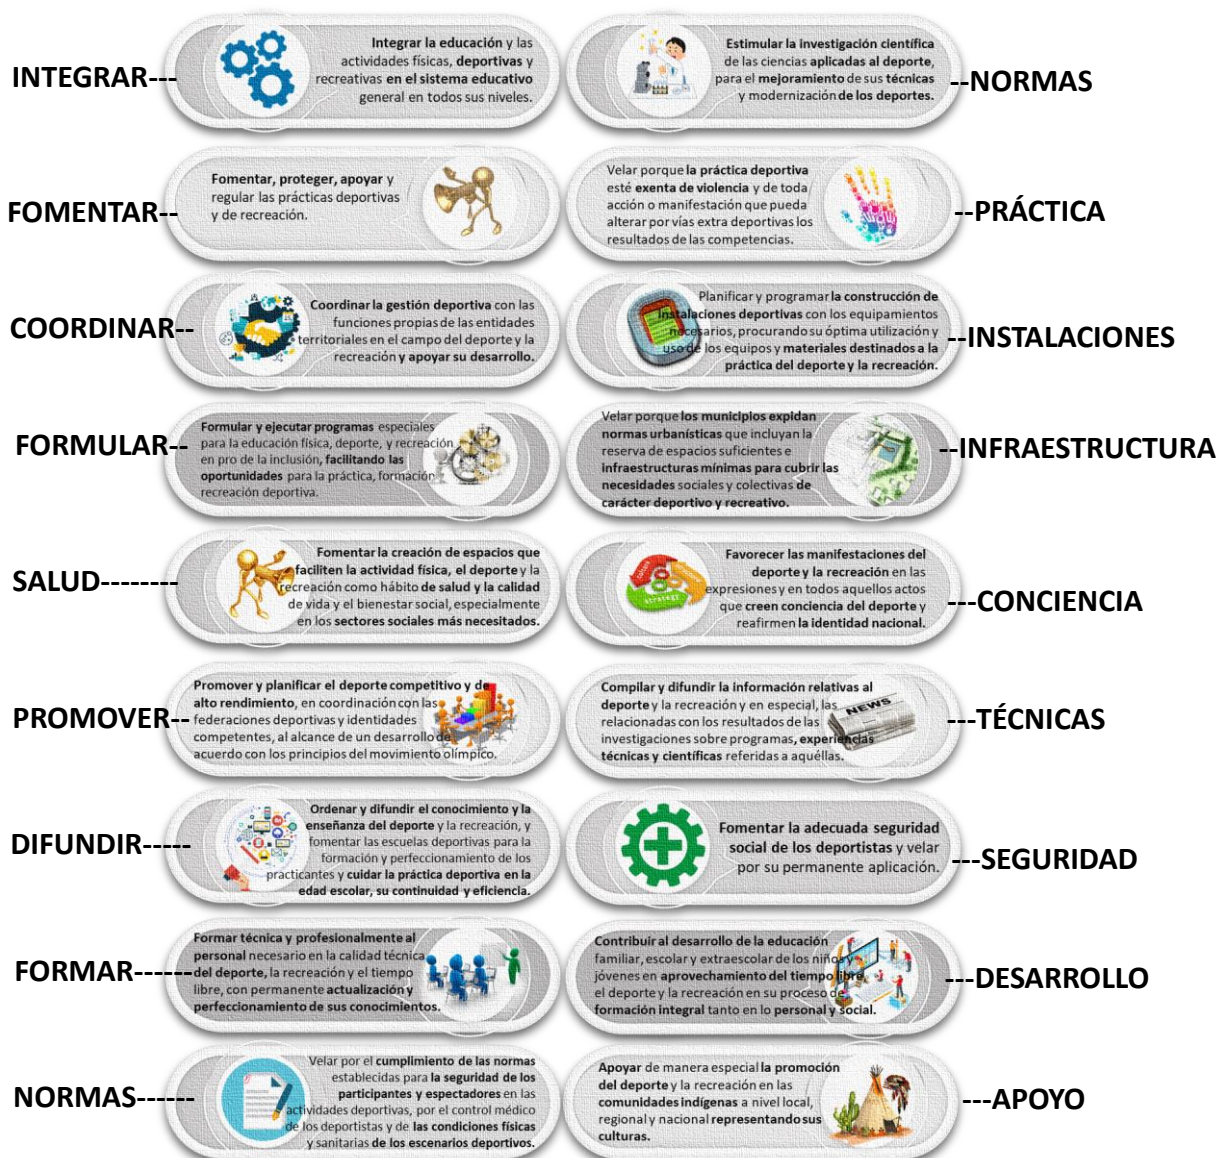 INTEGRAR---
Integrar la educación y las
actividades físicas, deportivas y
recreativas en el sistema educativo
general en todos sus niveles.
Estimular la investigación científica
de las ciencias aplicadas al deporte,
para el mejoramiento de sus técnicas
y modernización de los deportes.
--NORMAS
FOMENTAR--
Fomentar, proteger, apoyar y
regular las prácticas deportivas
y de recreación.
Velar porque la práctica deportiva
esté exenta de violencia y de toda
acción o manifestación que pueda
alterar por vías extra deportivas los
resultados de las competencias.
--PRÁCTICA
COORDINAR--
Coordinar la gestión deportiva con las
funciones propias de las entidades
territoriales en el campo del deporte y la
recreación y apoyar su desarrollo.
Planificar y programar la construcción de
instalaciones deportivas con los equipamientos
necesarios, procurando su óptima utilización y
uso de los equipos y materiales destinados a la
práctica del deporte y la recreación.
--INSTALACIONES
FORMULAR--
Formular y ejecutar programas especiales
para la educación física, deporte, y recreación
en pro de la inclusión, facilitando las
oportunidades para la práctica, formación
recreación deportiva.
Velar porque los municipios expidan
normas urbanísticas que incluyan la
reserva de espacios suficientes e
infraestructuras mínimas para cubrir las
necesidades sociales y colectivas de
carácter deportivo y recreativo.
--INFRAESTRUCTURA
SALUD--------
Fomentar la creación de espacios que
faciliten la actividad física, el deporte y la
recreación como hábito de salud y la calidad
de vida y el bienestar social, especialmente
en los sectores sociales más necesitados.
strategy
Favorecer las manifestaciones del
deporte y la recreación en las
expresiones y en todos aquellos actos
que creen conciencia del deporte y
reafirmen la identidad nacional.
---CONCIENCIA
PROMOVER--
Promover y planificar el deporte competitivo y de
alto rendimiento, en coordinación con las
federaciones deportivas y identidades
competentes, al alcance de un desarrollo de
acuerdo con los principios del movimiento olímpico.
Compilar y difundir la información relativas al
deporte y la recreación y en especial, las
relacionadas con los resultados de las
investigaciones sobre programas, experiencias
técnicas y científicas referidas a aquéllas.
NEWS
---TÉCNICAS
DIFUNDIR-----
Ordenar y difundir el conocimiento y la
enseñanza del deporte y la recreación, y
fomentar las escuelas deportivas para la
formación y perfeccionamiento de los
practicantes y cuidar la práctica deportiva en la
edad escolar, su continuidad y eficiencia.
Fomentar la adecuada seguridad
social de los deportistas y velar
por su permanente aplicación.
---SEGURIDAD
FORMAR------
Formar técnica y profesionalmente al
personal necesario en la calidad técnica
del deporte, la recreación y el tiempo
libre, con permanente actualización y
perfeccionamiento de sus conocimientos.
Contribuir al desarrollo de la educación
familiar, escolar y extraescolar de los niños y
jóvenes en aprovechamiento del tiempo libre,
el deporte y la recreación en su proceso de
formación integral tanto en lo personal y social.
---DESARROLLO
NORMAS------
Velar por el cumplimiento de las normas
establecidas para la seguridad de los
participantes y espectadores en las
actividades deportivas, por el control médico
de los deportistas y de las condiciones físicas
y sanitarias de los escenarios deportivos.
Apoyar de manera especial la promoción
del deporte y la recreación en las
comunidades indígenas a nivel local,
regional y nacional representando sus
culturas.
---APOYO